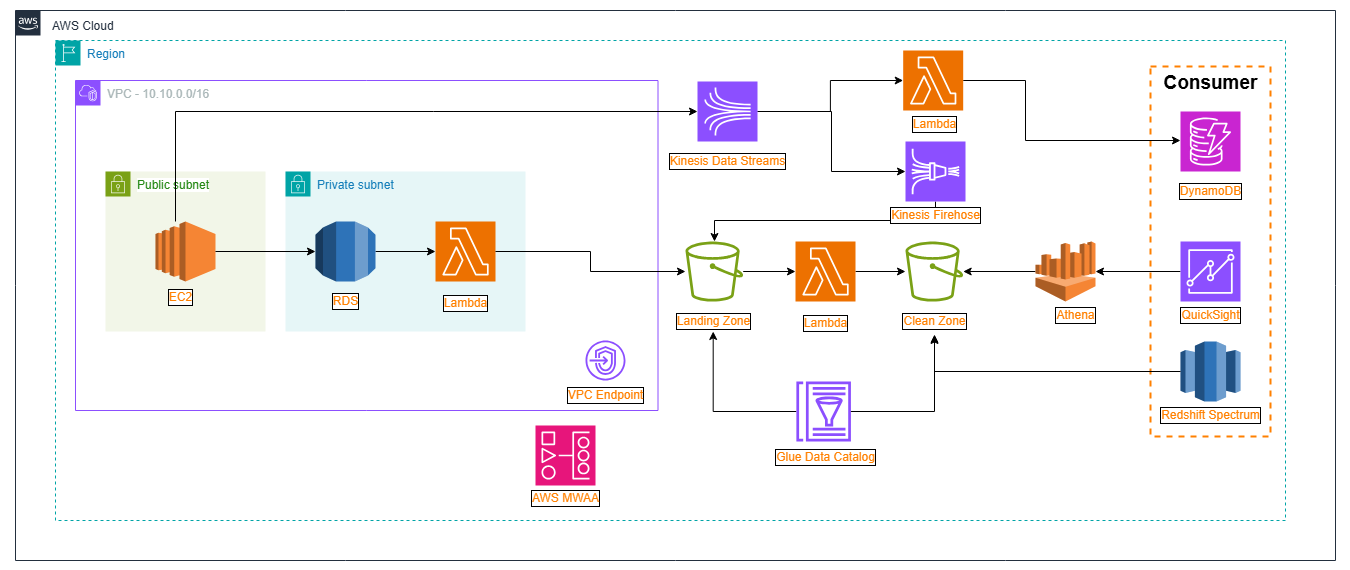 aws
AWS Cloud
Region
VPC - 10.10.0.0/16
Consumer
Lambda
Kinesis Data Streams
Public subnet
Private subnet
DynamoDB
Kinesis Firehose
EC2
RDS
Lambda
Landing Zone
Lambda
Clean Zone
Athena
QuickSight
VPC Endpoint
Redshift Spectrum
Glue Data Catalog
AWS MWAA